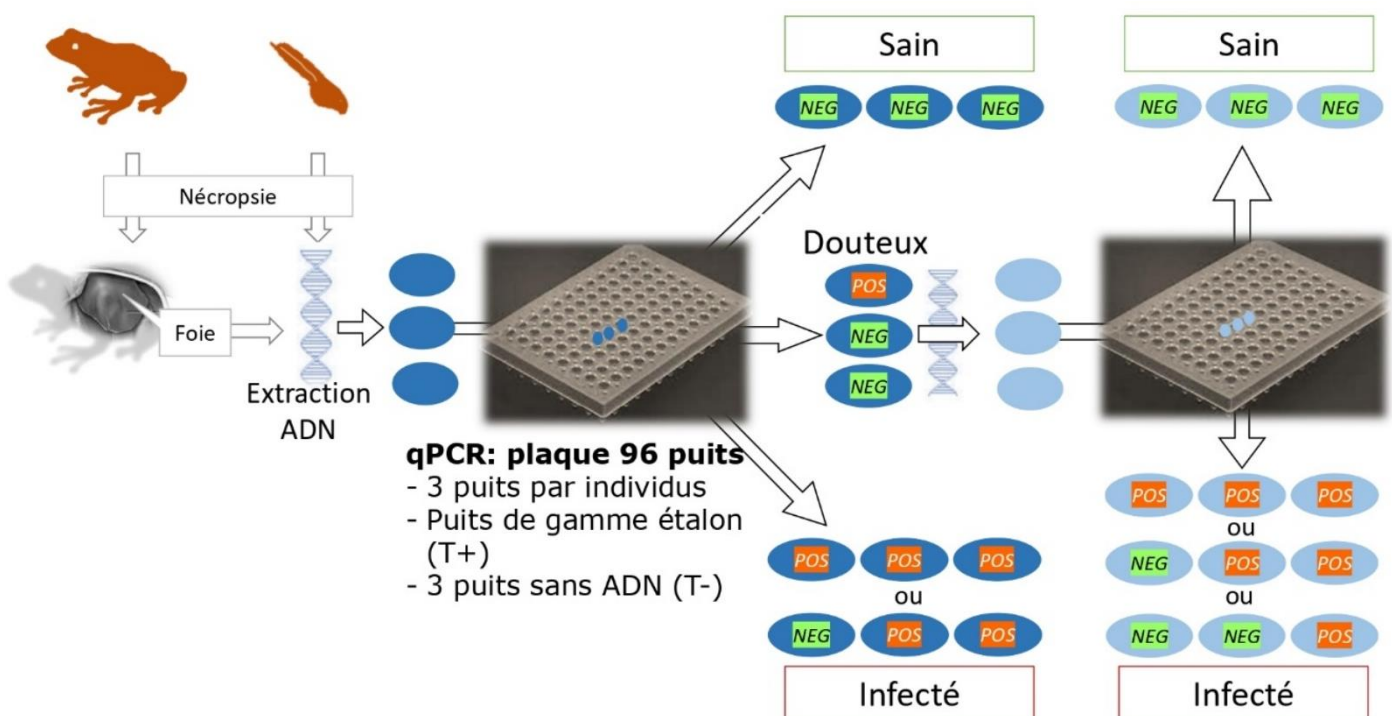 Sain
NEG NEG NEG
Sain
NEG NEG NEG
Nécropsie
Foie
Extraction
ADN
qPCR: plaque 96 puits
- 3 puits par individus
- Puits de gamme étalon
(T+)
- 3 puits sans ADN (T-)
Douteux
POS
NEG
NEG
POS POS POS
ou
NEG POS POS
Infecté
POS POS POS
ou
NEG POS POS
ou
NEG NEG POS
Infecté